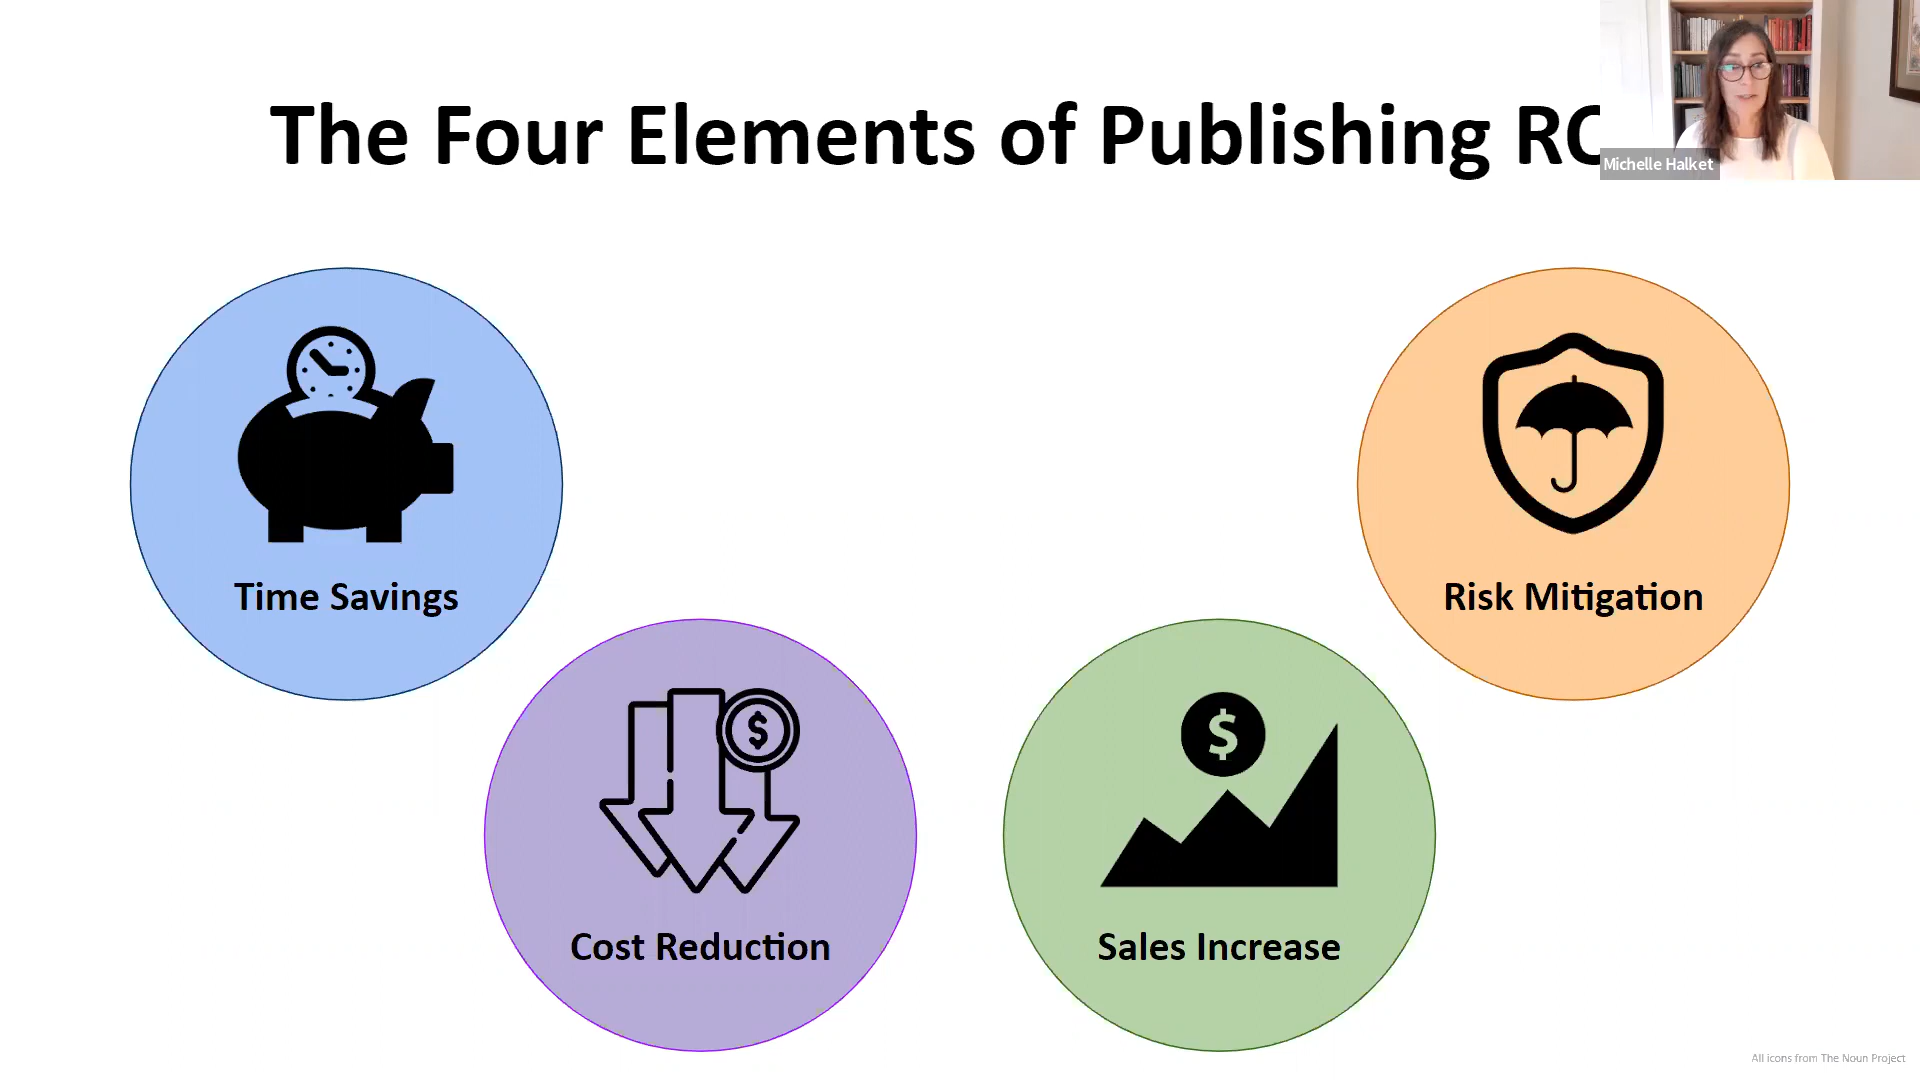 The Four Elements of Publishing RO
Michelle Halket
Time Savings
Risk Mitigation
$
$
Cost Reduction
Sales Increase
All icons from The Noun Project